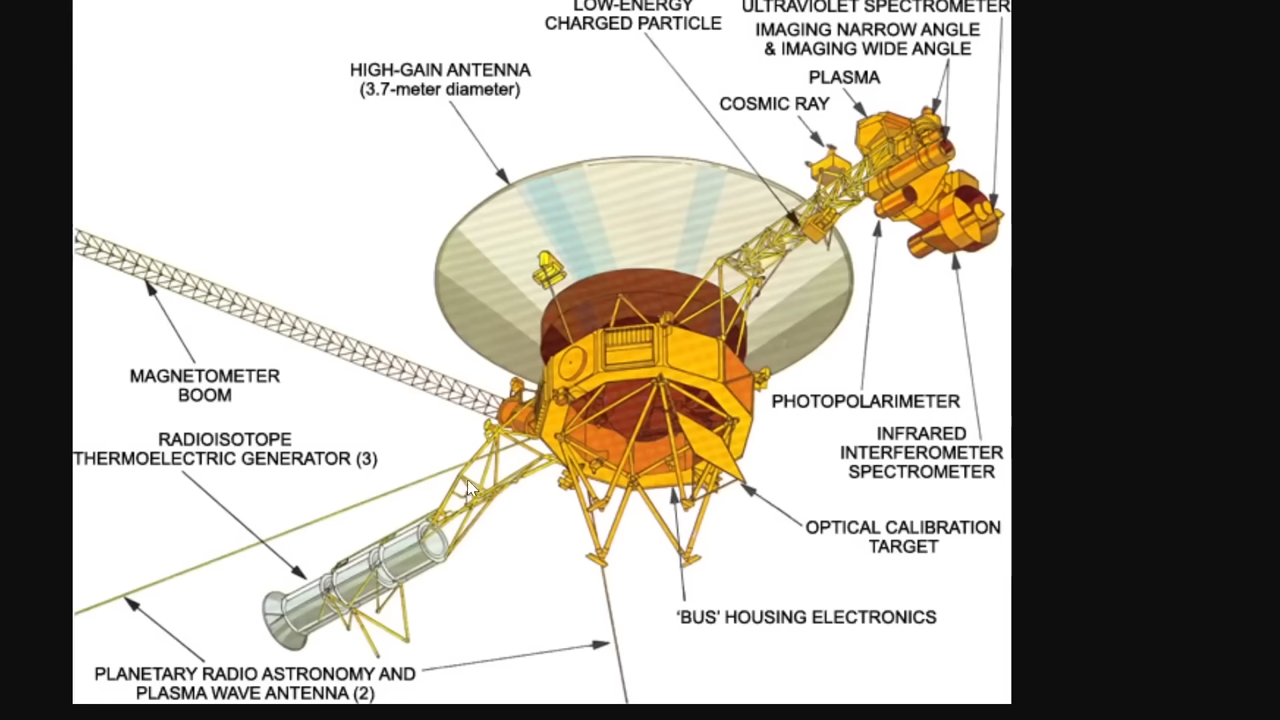 LOW-ENERGY
CHARGED PARTICLE
ULTRAVIOLET SPECTROMETER
IMAGING NARROW ANGLE
& IMAGING WIDE ANGLE
PLASMA
COSMIC RAY
HIGH-GAIN ANTENNA
(3.7-meter diameter)
MAGNETOMETER
BOOM
RADIOISOTOPE
THERMOELECTRIC GENERATOR (3)
PHOTOPOLARIMETER
INFRARED
INTERFEROMETER
SPECTROMETER
OPTICAL CALIBRATION
TARGET
‘BUS’ HOUSING ELECTRONICS
PLANETARY RADIO ASTRONOMY AND
PLASMA WAVE ANTENNA (2)